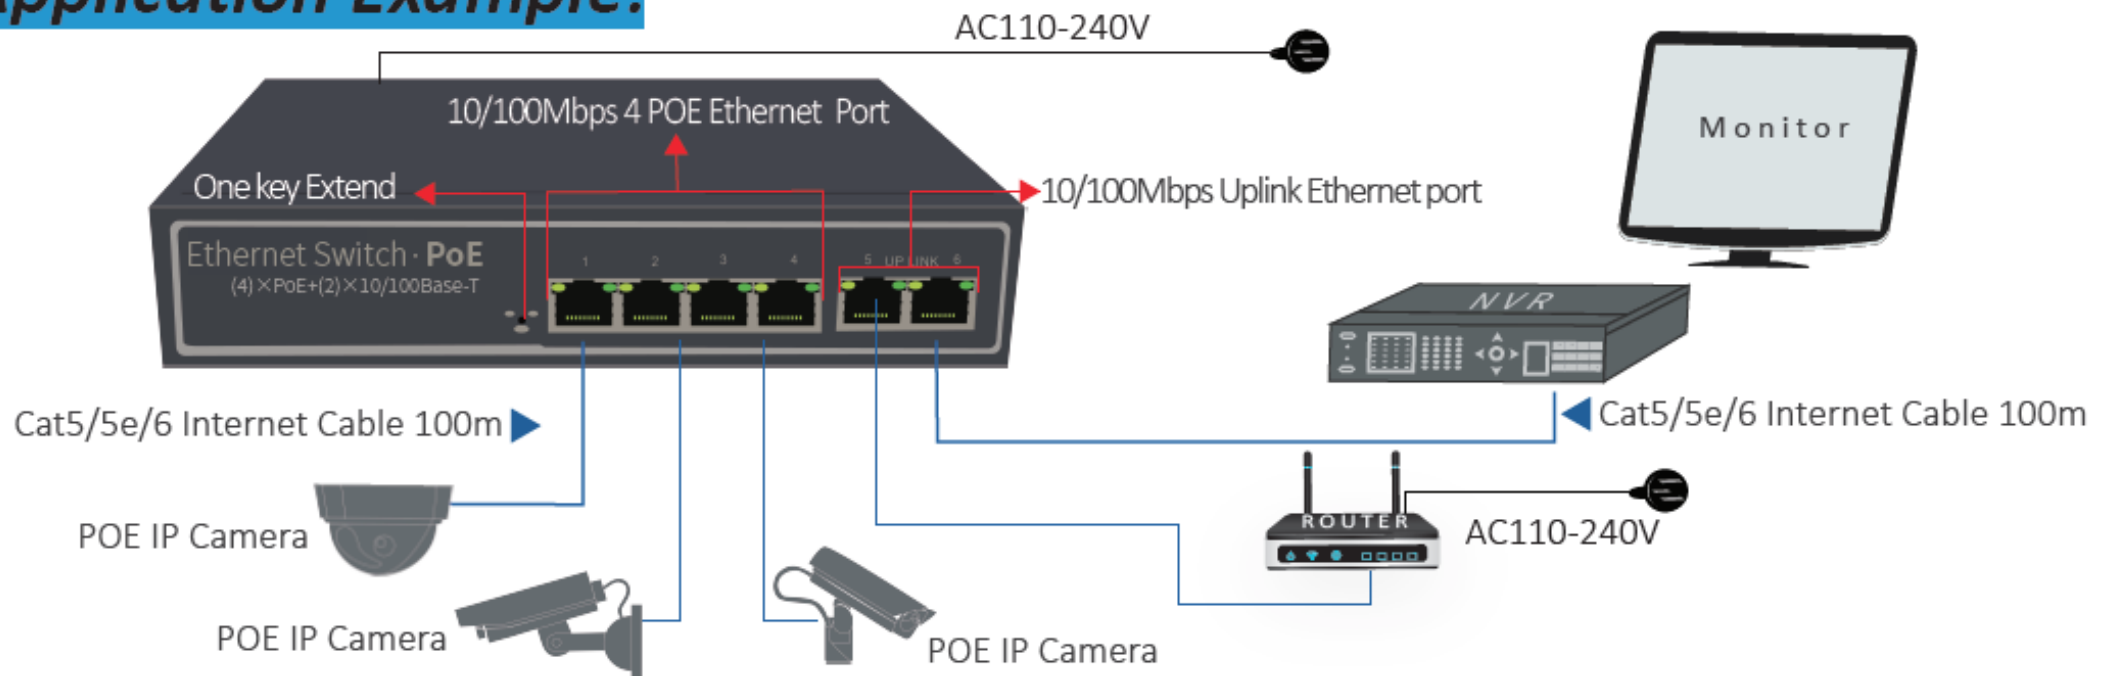 Application Example:
AC110-240V
10/100Mbps 4 POE Ethernet Port
Monitor
One key Extend
10/100Mbps Uplink Ethernet port
Ethernet Switch · PoE
(4)×PoE+(2)×10/100Base-T
1 2 3 4 5 UPLINK 6
NVR
Cat5/5e/6 Internet Cable 100m
Cat5/5e/6 Internet Cable 100m
ROUTER
AC110-240V
POE IP Camera
POE IP Camera
POE IP Camera